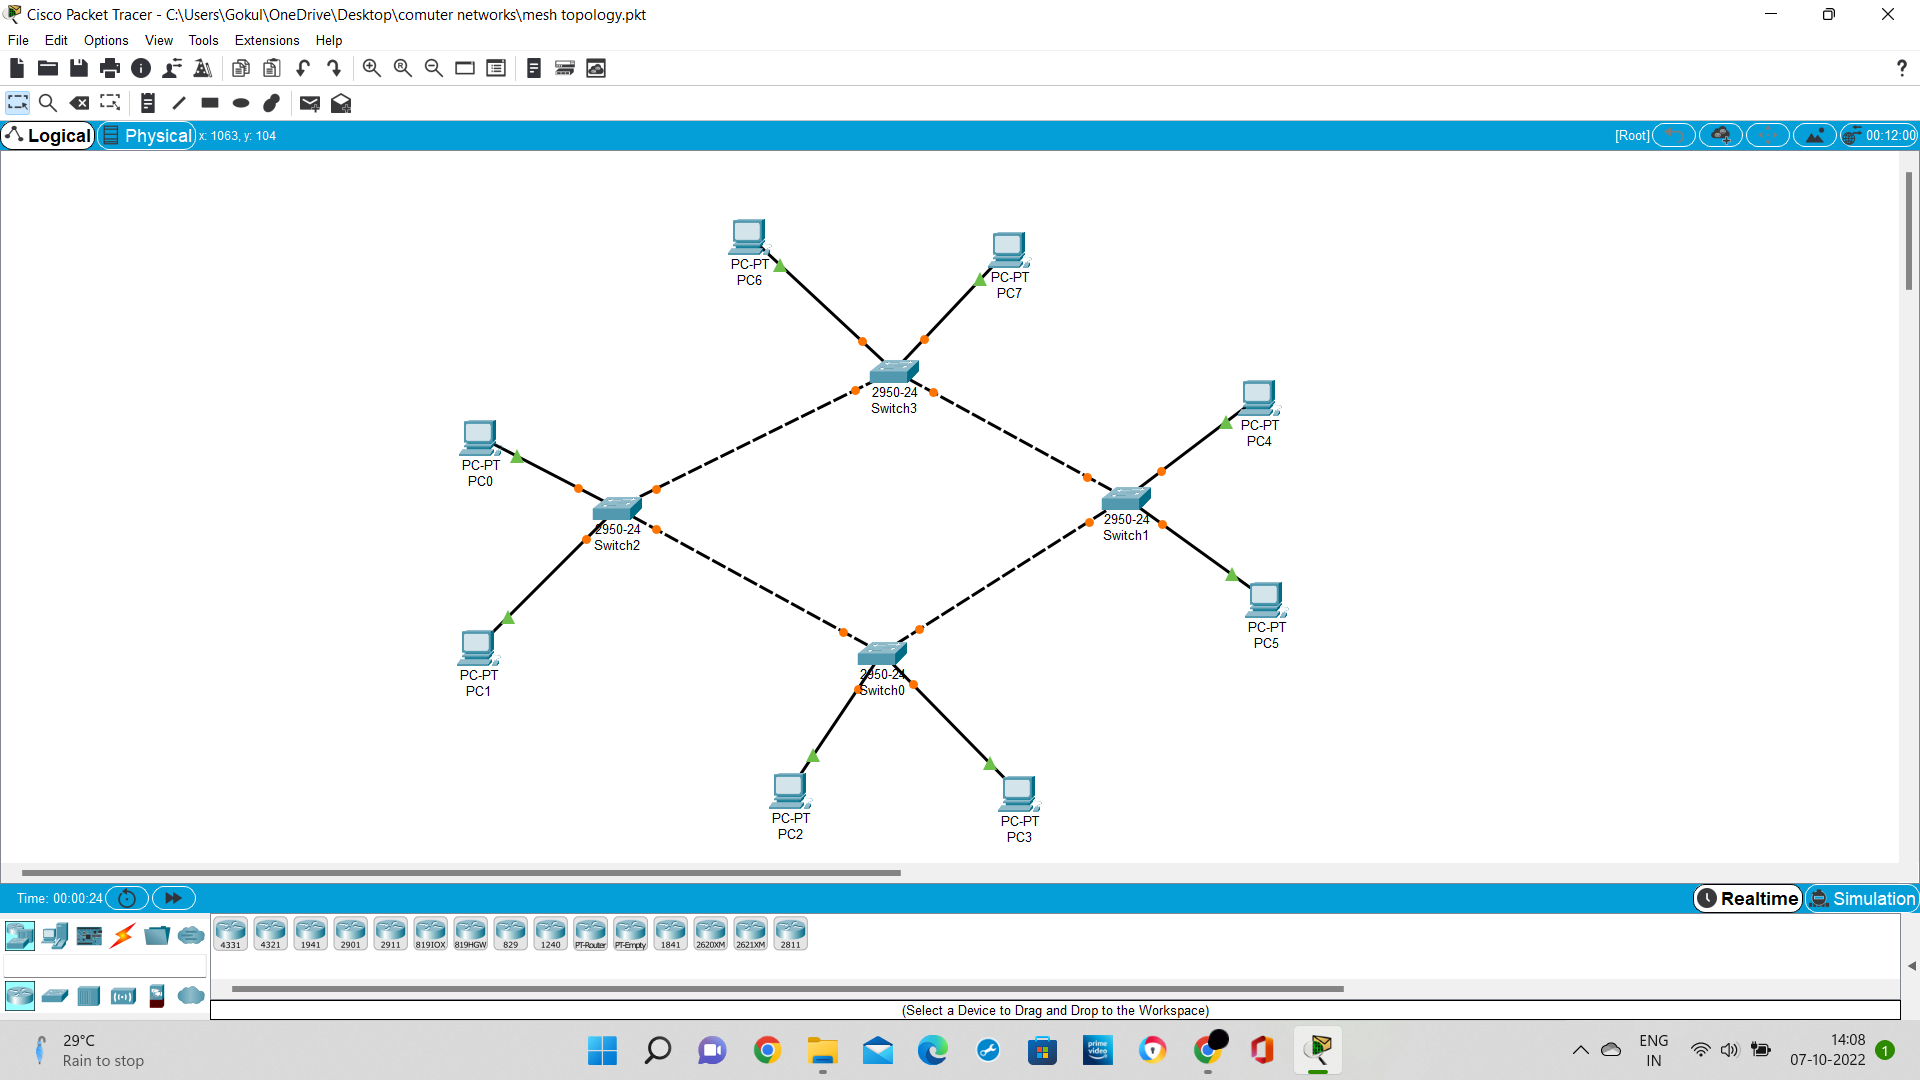 Cisco Packet Tracer - C:\Users\Gokul\OneDrive\Desktop\comuter networks\mesh topology.pkt
File Edit Options View Tools Extensions Help
?
Logical Physical x: 1063, y: 104 [Root] 00:12:00
PC-PT
PC6
PC-PT
PC7
2950-24
Switch3
PC-PT
PC4
PC-PT
PC0
2950-24
Switch2
2950-24
Switch1
PC-PT
PC5
PC-PT
PC1
2950-24
Switch0
PC-PT
PC2
PC-PT
PC3
Time: 00:00:24 Realtime Simulation
4331 4321 1941 2901 2911 819IOX 819HGW 829 1240 PT-Router PT-Empty 1841 2620XM 2621XM 2811
(Select a Device to Drag and Drop to the Workspace)
29°C
Rain to stop
prime video
ENG
IN
14:08
07-10-2022
1